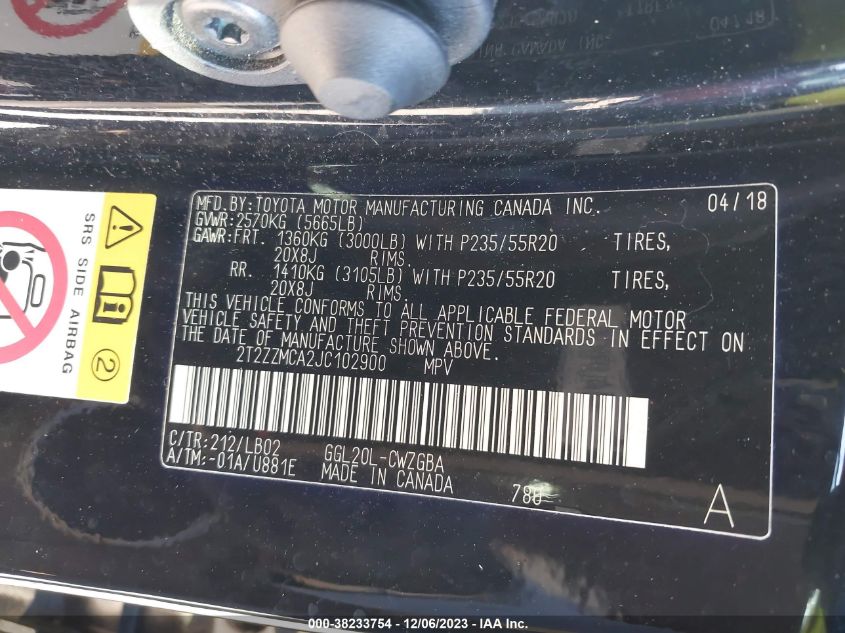 04/18
MFD.BY:TOYOTA MOTOR MANUFACTURING CANADA INC. 04/18
GVWR:2570KG (5665LB)
GAWR:FRT. 1360KG (3000LB) WITH P235/55R20 TIRES,
20X8J RIMS.
RR. 1410KG (3105LB) WITH P235/55R20 TIRES,
20X8J RIMS.
THIS VEHICLE CONFORMS TO ALL APPLICABLE FEDERAL MOTOR
VEHICLE SAFETY AND THEFT PREVENTION STANDARDS IN EFFECT ON
THE DATE OF MANUFACTURE SHOWN ABOVE.
2T2ZZMCA2JC102900 MPV
C/TR:212/LB02 GGL20L-CWZGBA
A/TM:-01A/U881E MADE IN CANADA 780
A
SRS SIDE AIRBAG
2
000-38233754 - 12/06/2023 - IAA Inc.